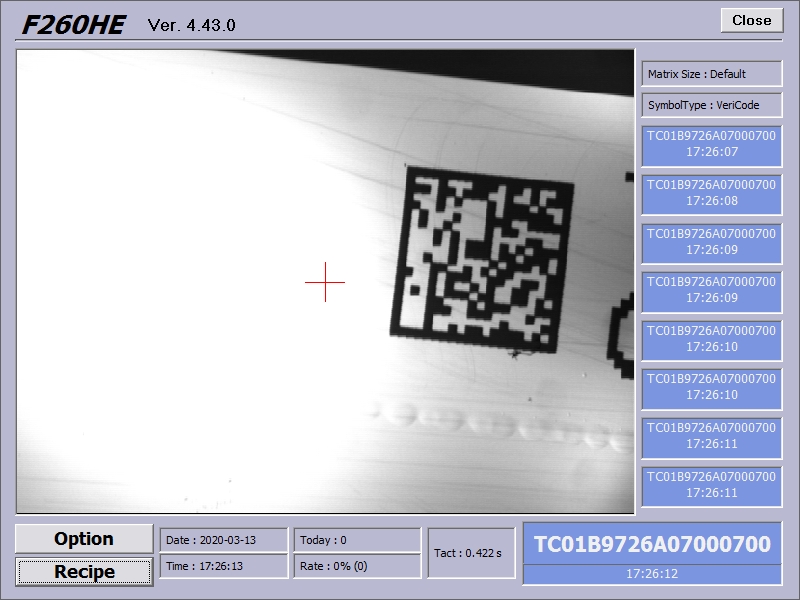 F260HE Ver. 4.43.0
Close
Matrix Size : Default
SymbolType : VeriCode
TC01B9726A07000700
17:26:07
TC01B9726A07000700
17:26:08
TC01B9726A07000700
17:26:09
TC01B9726A07000700
17:26:09
TC01B9726A07000700
17:26:10
TC01B9726A07000700
17:26:10
TC01B9726A07000700
17:26:11
TC01B9726A07000700
17:26:11
Option
Recipe
Date : 2020-03-13
Time : 17:26:13
Today : 0
Rate : 0% (0)
Tact : 0.422 s
TC01B9726A07000700
17:26:12